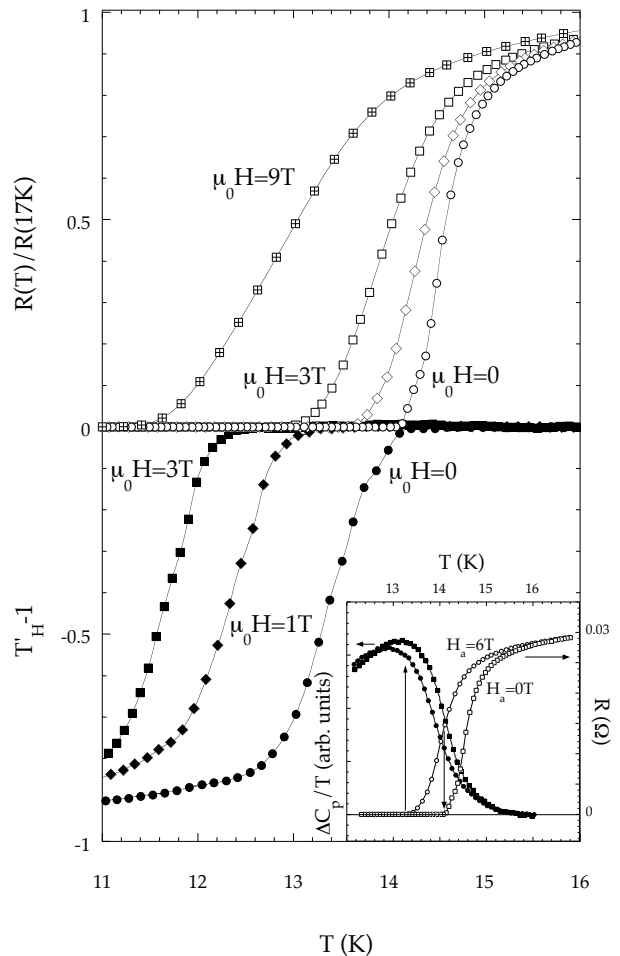 1
μ₀H=9T
R(T)/R(17K)
0.5
μ₀H=3T
μ₀H=0
0
μ₀H=3T
μ₀H=0
T (K)
13 14 15 16
μ₀H=1T
T'H-1
-0.5
Hₐ=6T
Hₐ=0T
0.03
R (Ω)
ΔCₚ/T (arb. units)
0
-1
11 12 13 14 15 16
T (K)